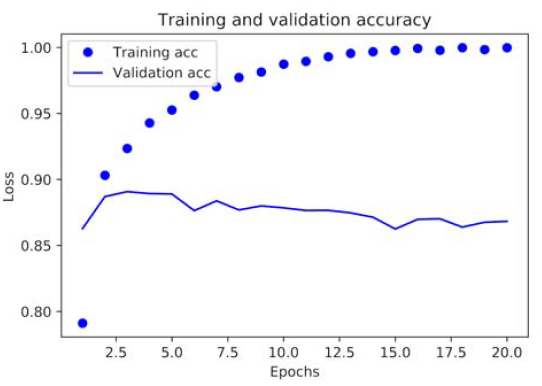 Training and validation accuracy
1.00
0.95
0.90
0.85
0.80
Loss
Training acc
Validation acc
2.5 5.0 7.5 10.0 12.5 15.0 17.5 20.0
Epochs